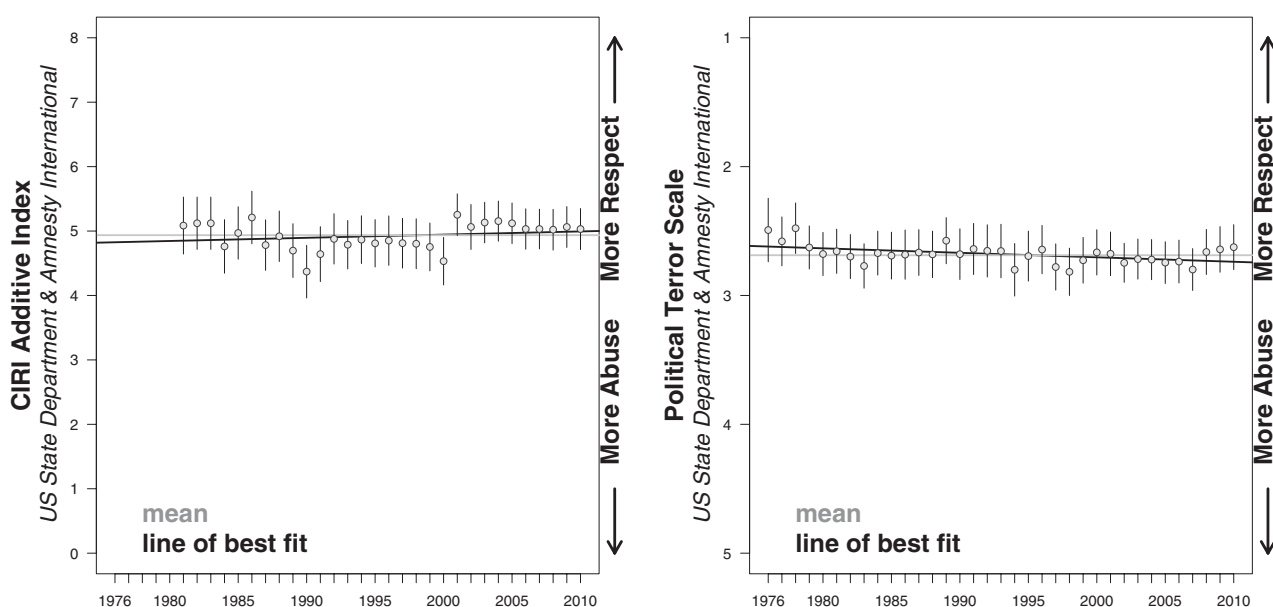 CIRI Additive Index
US State Department & Amnesty International
8
7
6
5
4
3
2
1
0
mean
line of best fit
1976 1980 1985 1990 1995 2000 2005 2010
More Abuse More Respect
Political Terror Scale
US State Department & Amnesty International
1
2
3
4
5
mean
line of best fit
1976 1980 1985 1990 1995 2000 2005 2010
More Abuse More Respect